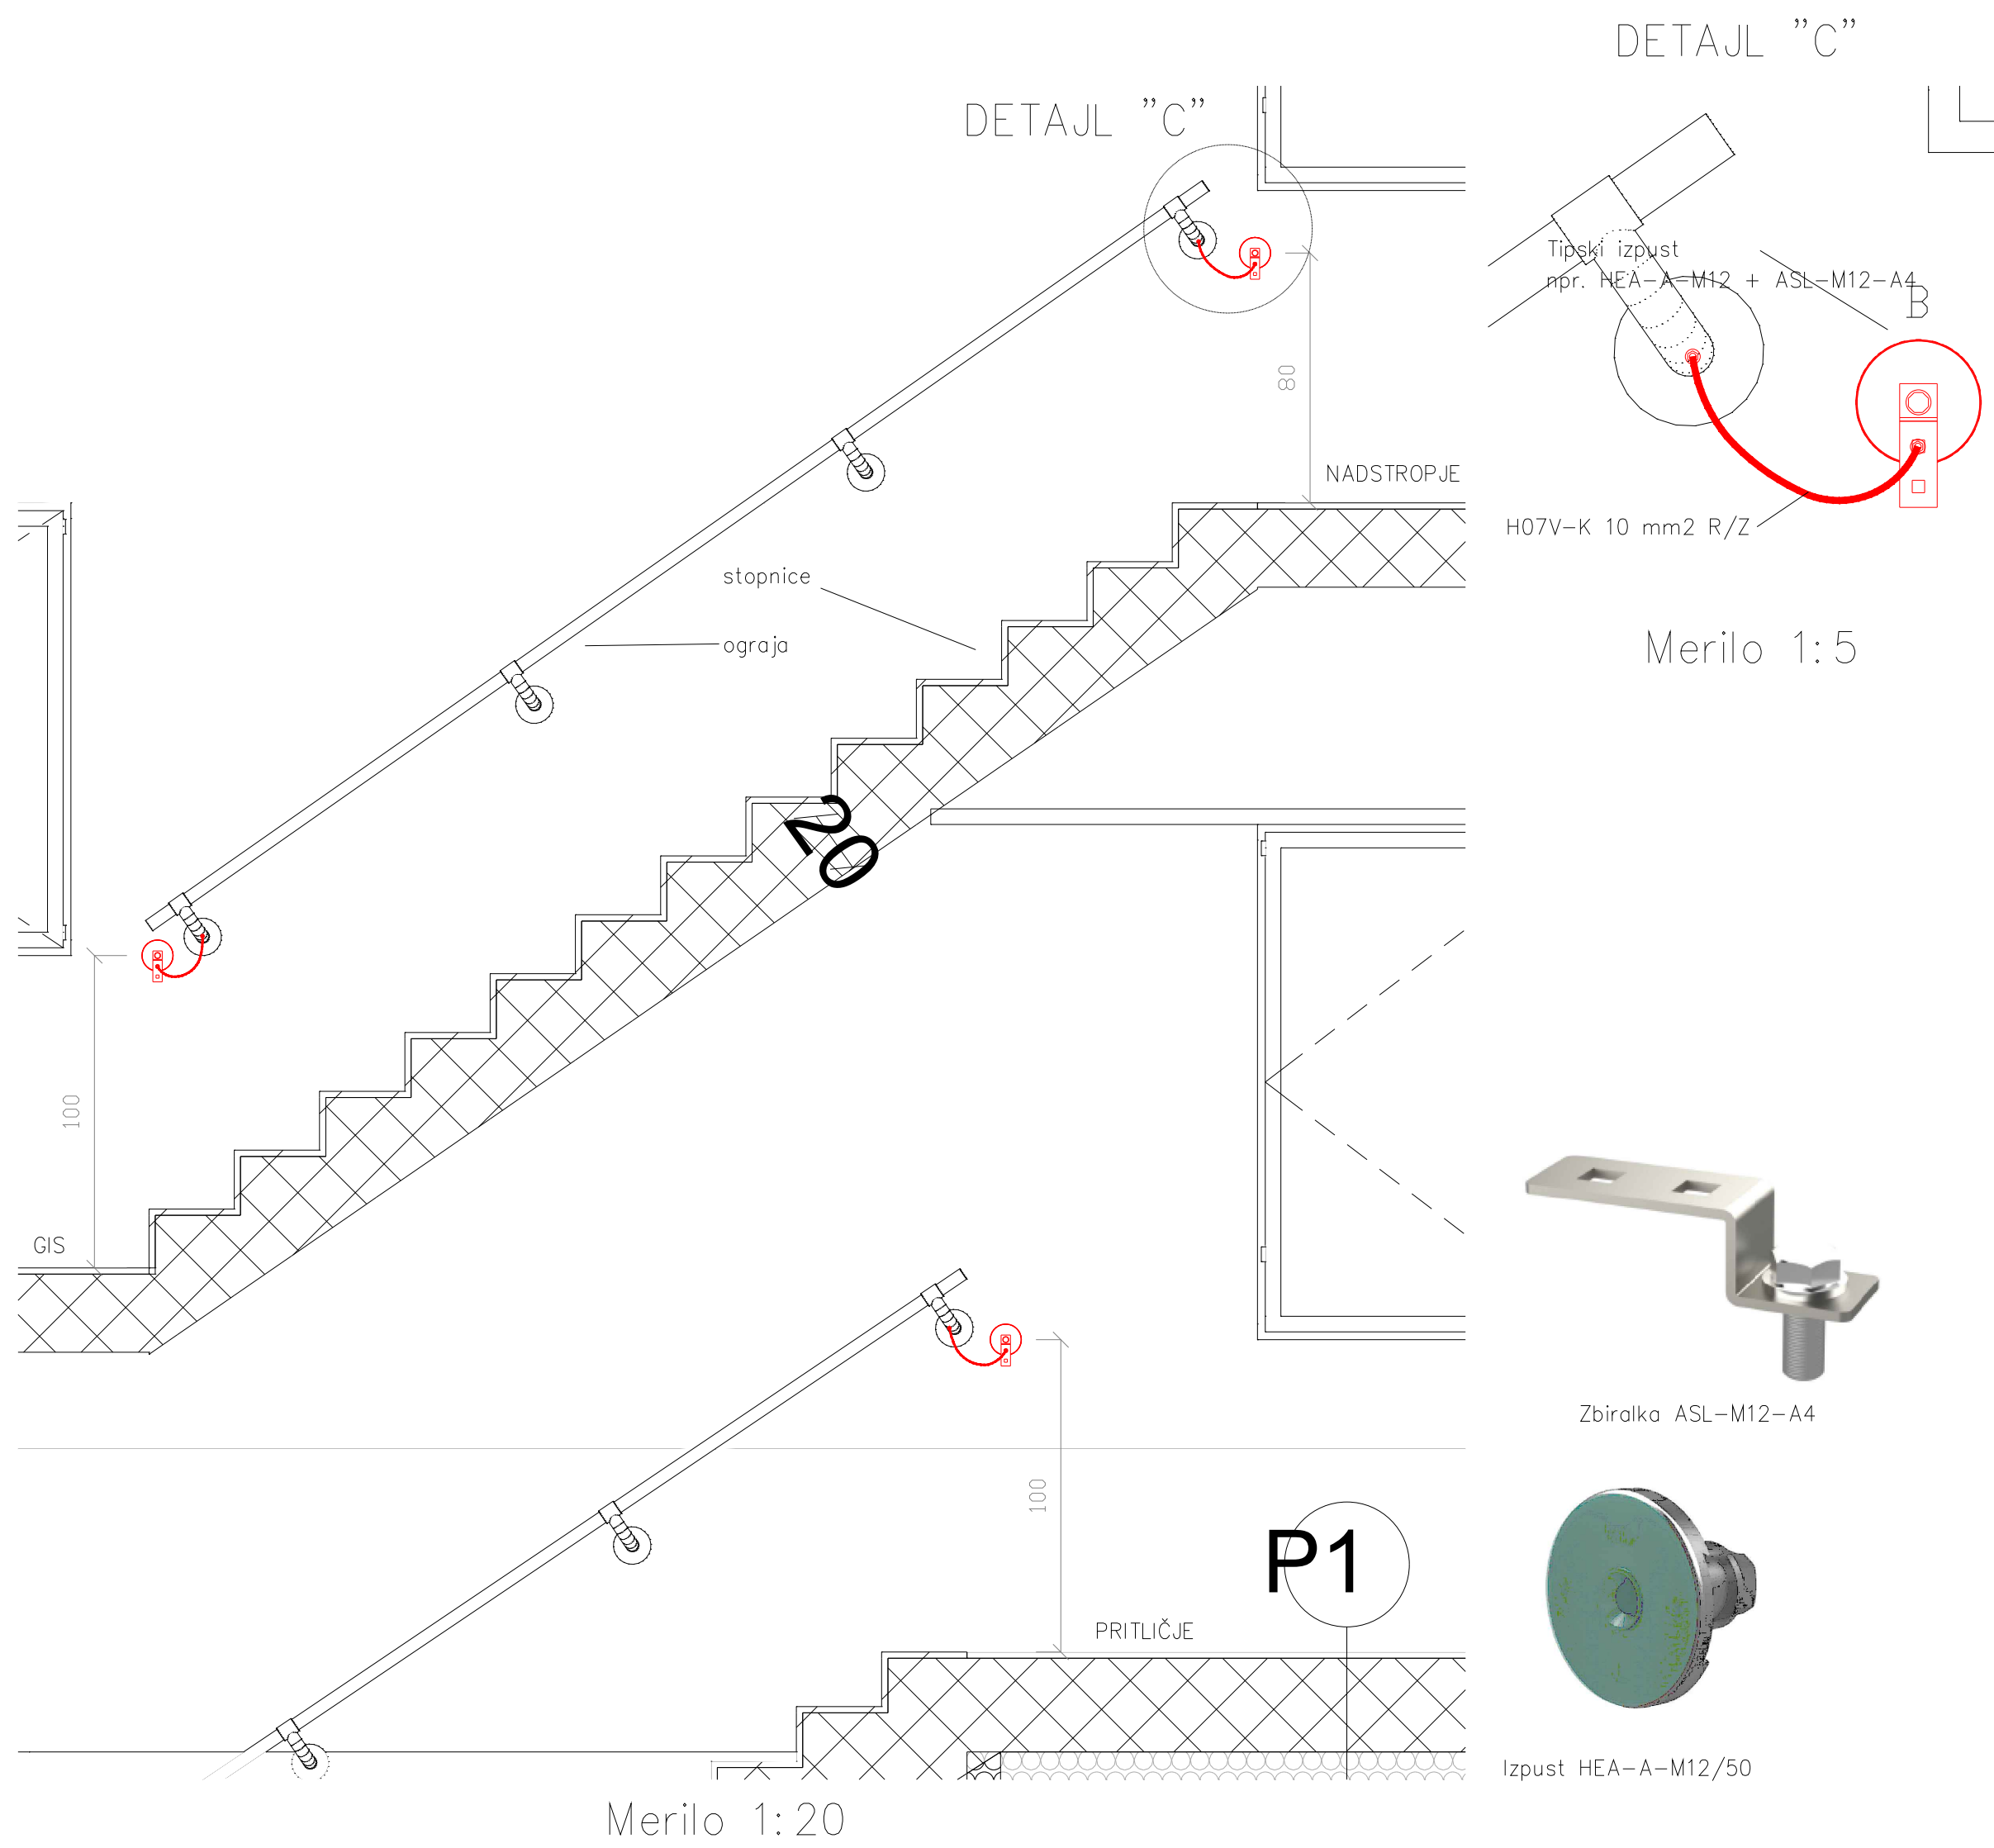 DETAJL "C"
DETAJL "C"
Tipski izpust
npr. HEA-A-M12 + ASL-M12-A4
B
80
NADSTROPJE
H07V-K 10 mm2 R/Z
stopnice
ograja
Merilo 1:5
20
100
GIS
Zbiralka ASL-M12-A4
100
P1
PRITLIČJE
Izpust HEA-A-M12/50
Merilo 1:20